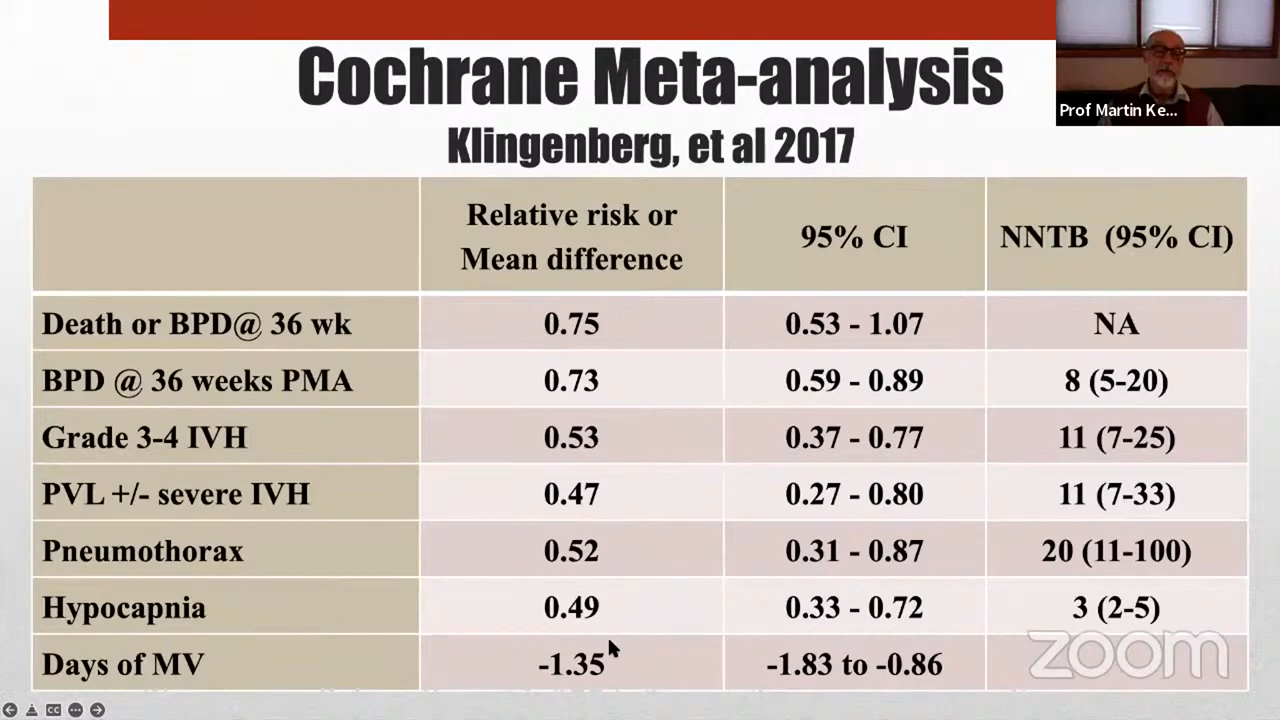 Cochrane Meta-analysis
Klingenberg, et al 2017
Prof Martin Ke...
Relative risk or
Mean difference
95% CI
NNTB (95% CI)
Death or BPD@ 36 wk
0.75
0.53 - 1.07
NA
BPD @ 36 weeks PMA
0.73
0.59 - 0.89
8 (5-20)
Grade 3-4 IVH
0.53
0.37 - 0.77
11 (7-25)
PVL +/- severe IVH
0.47
0.27 - 0.80
11 (7-33)
Pneumothorax
0.52
0.31 - 0.87
20 (11-100)
Hypocapnia
0.49
0.33 - 0.72
3 (2-5)
Days of MV
-1.35
-1.83 to -0.86
zoom
CC